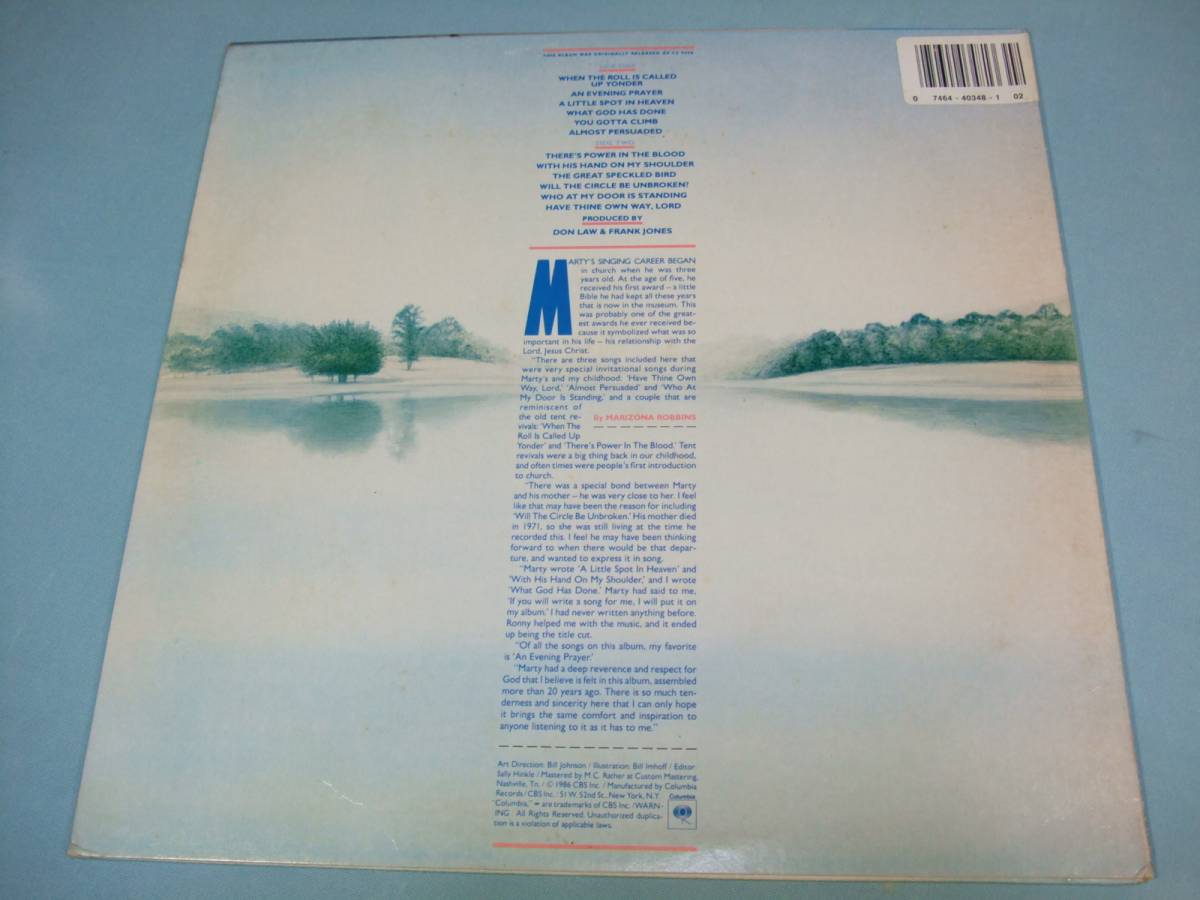 THIS ALBUM WAS ORIGINALLY RELEASED AS CS
SIDE ONE
WHEN THE ROLL IS CALLED
UP YONDER
AN EVENING PRAYER
A LITTLE SPOT IN HEAVEN
WHAT GOD HAS DONE
YOU GOTTA CLIMB
ALMOST PERSUADED
SIDE TWO
THERE'S POWER IN THE BLOOD
WITH HIS HAND ON MY SHOULDER
THE GREAT SPECKLED BIRD
WILL THE CIRCLE BE UNBROKEN?
WHO AT MY DOOR IS STANDING
HAVE THINE OWN WAY, LORD
PRODUCED BY
DON LAW & FRANK JONES
0 7464-40348-1 02
MARTY'S SINGING CAREER BEGAN
in church when he was three
years old. At the age of five, he
received his first award – a little
Bible he had kept all these years
that is now in the museum. This
was probably one of the great-
est awards he ever received be-
cause it symbolized what was so
important in his life – his relationship with the
Lord, Jesus Christ.
"There are three songs included here that
were very special invitational songs during
Marty's and my childhood: 'Have Thine Own
Way, Lord,' 'Almost Persuaded' and 'Who At
My Door Is Standing,' and a couple that are
reminiscent of
the old tent re-
vivals: 'When The
Roll Is Called Up
Yonder' and 'There's Power In The Blood.' Tent
revivals were a big thing back in our childhood,
and often times were people's first introduction
to church.
By MARIZONA ROBBINS
"There was a special bond between Marty
and his mother – he was very close to her. I feel
like that may have been the reason for including
'Will The Circle Be Unbroken.' His mother died
in 1971, so she was still living at the time he
recorded this. I feel he may have been thinking
forward to when there would be that depar-
ture, and wanted to express it in song.
"Marty wrote 'A Little Spot In Heaven' and
'With His Hand On My Shoulder,' and I wrote
'What God Has Done.' Marty had said to me,
'If you will write a song for me, I will put it on
my album.' I had never written anything before.
Ronny helped me with the music, and it ended
up being the title cut.
"Of all the songs on this album, my favorite
is 'An Evening Prayer.'
"Marty had a deep reverence and respect for
God that I believe is felt in this album, assembled
more than 20 years ago. There is so much ten-
derness and sincerity here that I can only hope
it brings the same comfort and inspiration to
anyone listening to it as it has to me."
Art Direction: Bill Johnson / Illustration: Bill Imhoff / Editor:
Sally Hinkle / Mastered by M.C. Rather at Custom Mastering,
Nashville, Tn. / © 1986 CBS Inc. / Manufactured by Columbia
Records / CBS Inc. / 51 W. 52nd St., New York, N.Y.
"Columbia," are trademarks of CBS Inc. / WARN-
ING: All Rights Reserved. Unauthorized duplica-
tion is a violation of applicable laws.
Columbia